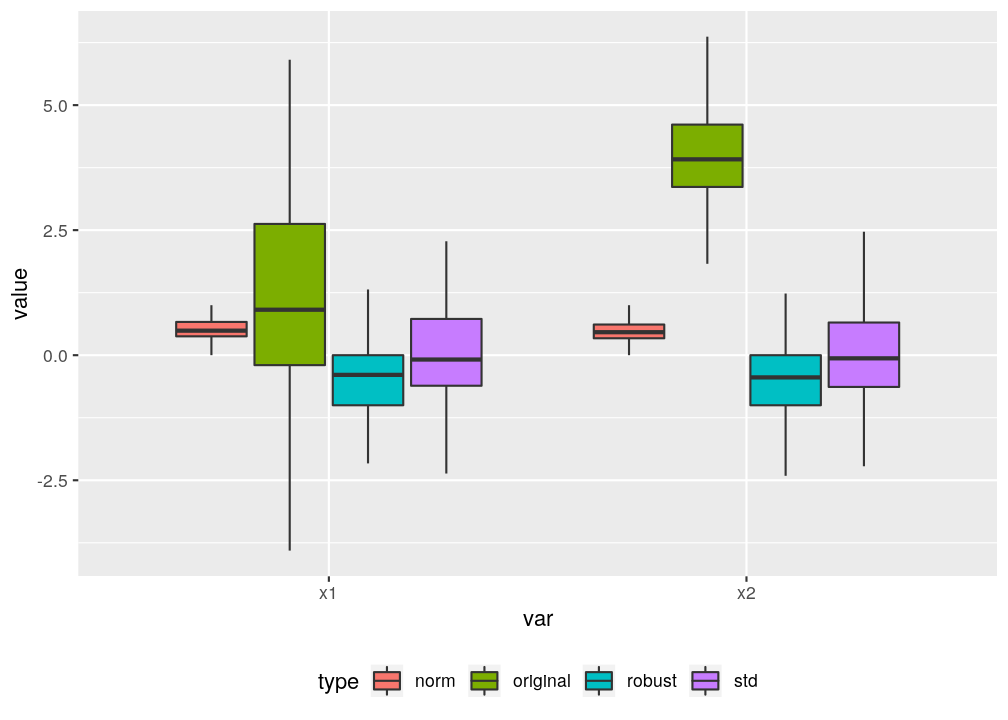 5.0
2.5
0.0
-2.5
value
x1 x2
var
type norm original robust std